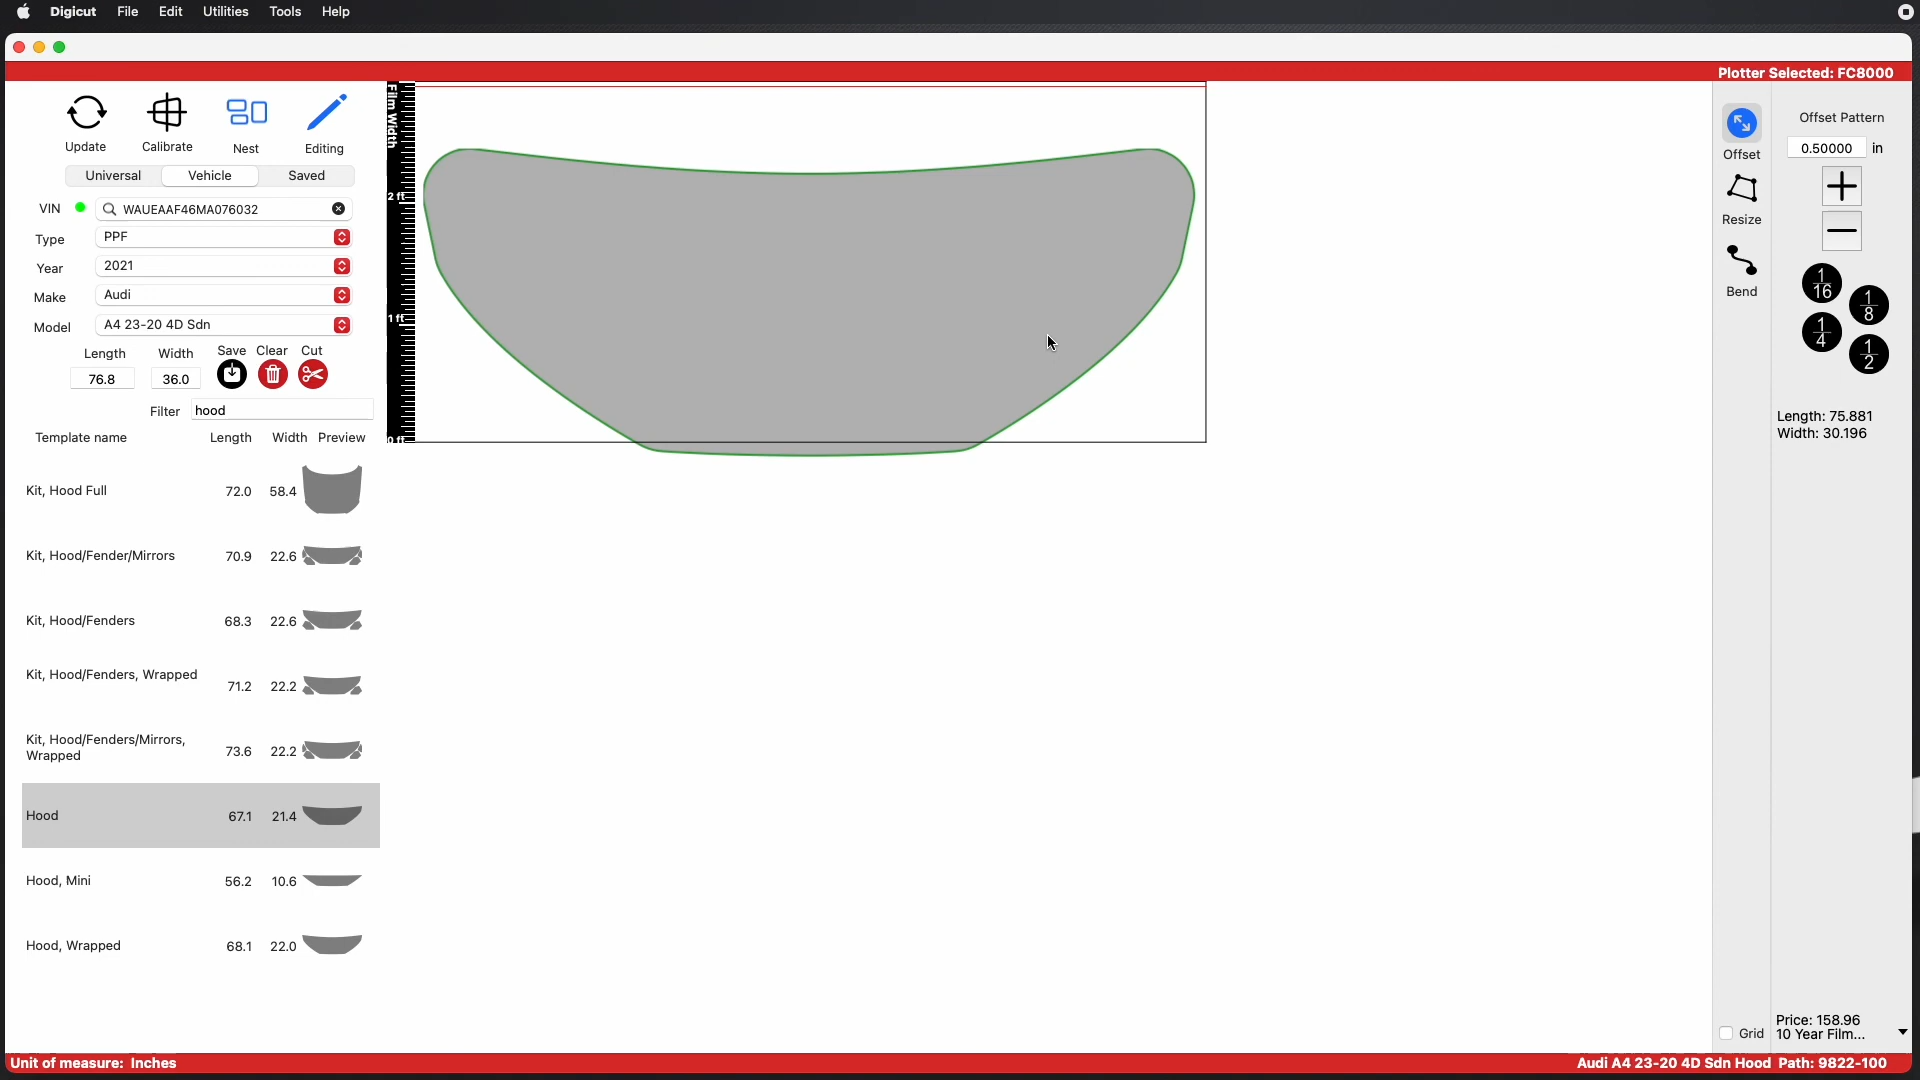 Digicut File Edit Utilities Tools Help
Plotter Selected: FC8000
Update Calibrate Nest Editing
Universal Vehicle Saved
VIN WAUEAAF46MA076032
Type PPF
Year 2021
Make Audi
Model A4 23-20 4D Sdn
Length Width Save Clear Cut
76.8 36.0
Filter hood
Template name Length Width Preview
Kit, Hood Full 72.0 58.4
Kit, Hood/Fender/Mirrors 70.9 22.6
Kit, Hood/Fenders 68.3 22.6
Kit, Hood/Fenders, Wrapped 71.2 22.2
Kit, Hood/Fenders/Mirrors,
Wrapped 73.6 22.2
Hood 67.1 21.4
Hood, Mini 56.2 10.6
Hood, Wrapped 68.1 22.0
Film Width
2 ft
1 ft
0 ft
Offset
Resize
Bend
Offset Pattern
0.50000 in
1/16
1/8
1/4
1/2
Length: 75.881
Width: 30.196
Grid
Price: 158.96
10 Year Film...
Unit of measure: Inches
Audi A4 23-20 4D Sdn Hood Path: 9822-100